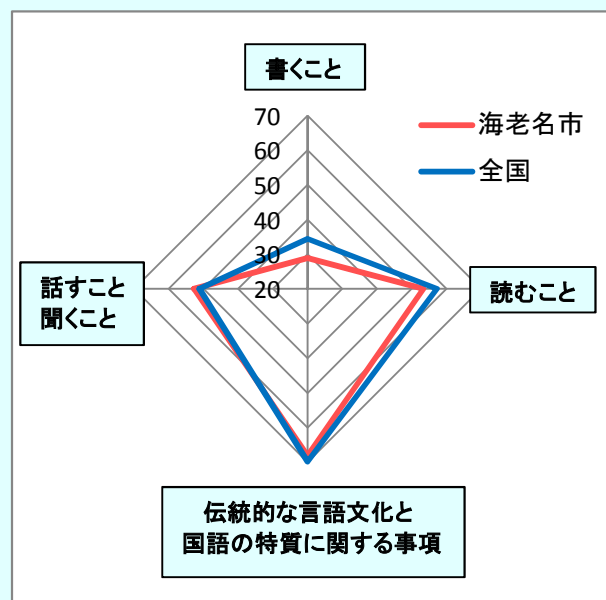 書くこと
70
60
50
40
30
20
海老名市
全国
話すこと
聞くこと
読むこと
伝統的な言語文化と
国語の特質に関する事項